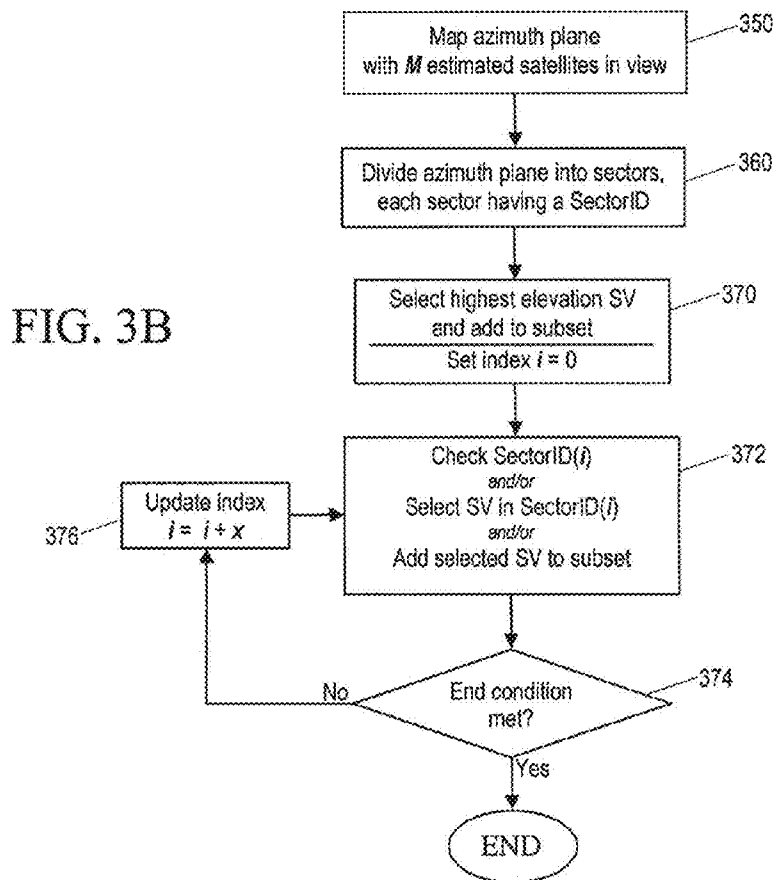 350
Map azimuth plane
with M estimated satellites in view
360
Divide azimuth plane into sectors,
each sector having a SectorID
370
Select highest elevation SV
and add to subset
Set index i = 0
FIG. 3B
372
Check SectorID(i)
and/or
Select SV in SectorID(i)
and/or
Add selected SV to subset
376
Update index
i = i + x
374
End condition
met?
No
Yes
END